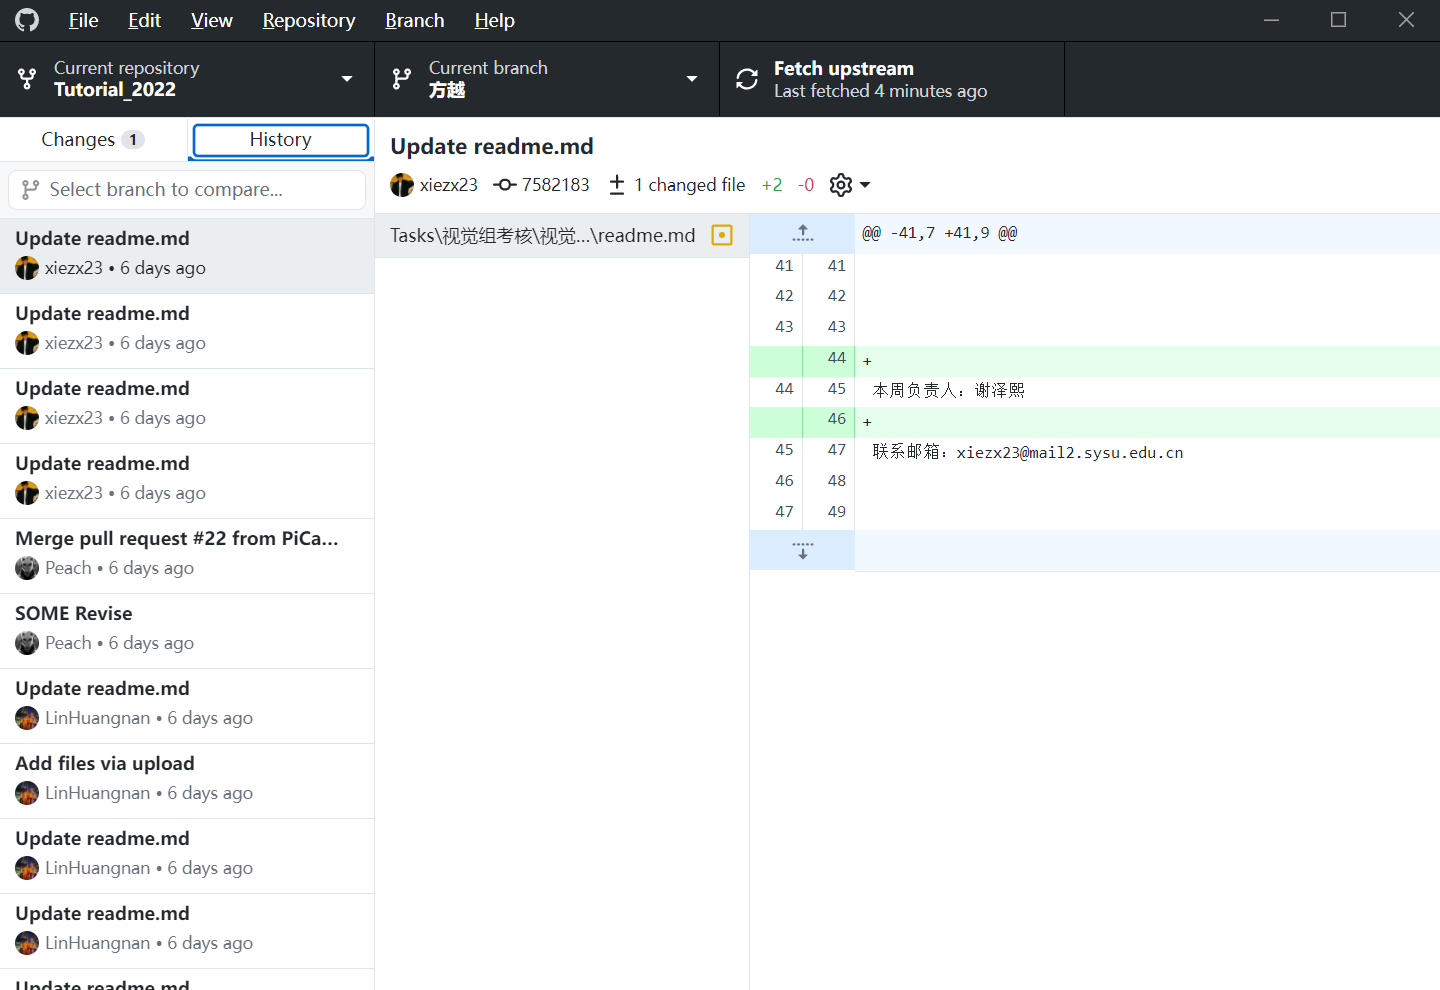 File Edit View Repository Branch Help
Current repository
Tutorial_2022
Current branch
方越
Fetch upstream
Last fetched 4 minutes ago
Changes 1
History
Select branch to compare...
Update readme.md
xiezx23 • 6 days ago
Update readme.md
xiezx23 • 6 days ago
Update readme.md
xiezx23 • 6 days ago
Update readme.md
xiezx23 • 6 days ago
Merge pull request #22 from PiCa...
Peach • 6 days ago
SOME Revise
Peach • 6 days ago
Update readme.md
LinHuangnan • 6 days ago
Add files via upload
LinHuangnan • 6 days ago
Update readme.md
LinHuangnan • 6 days ago
Update readme.md
LinHuangnan • 6 days ago
Update readme.md
Update readme.md
xiezx23 7582183 1 changed file +2 -0
Tasks\视觉组考核\视觉...\readme.md
@@ -41,7 +41,9 @@
41 41
42 42
43 43
44 +
44 45 本周负责人：谢泽熙
46 +
45 47 联系邮箱：xiezx23@mail2.sysu.edu.cn
46 48
47 49